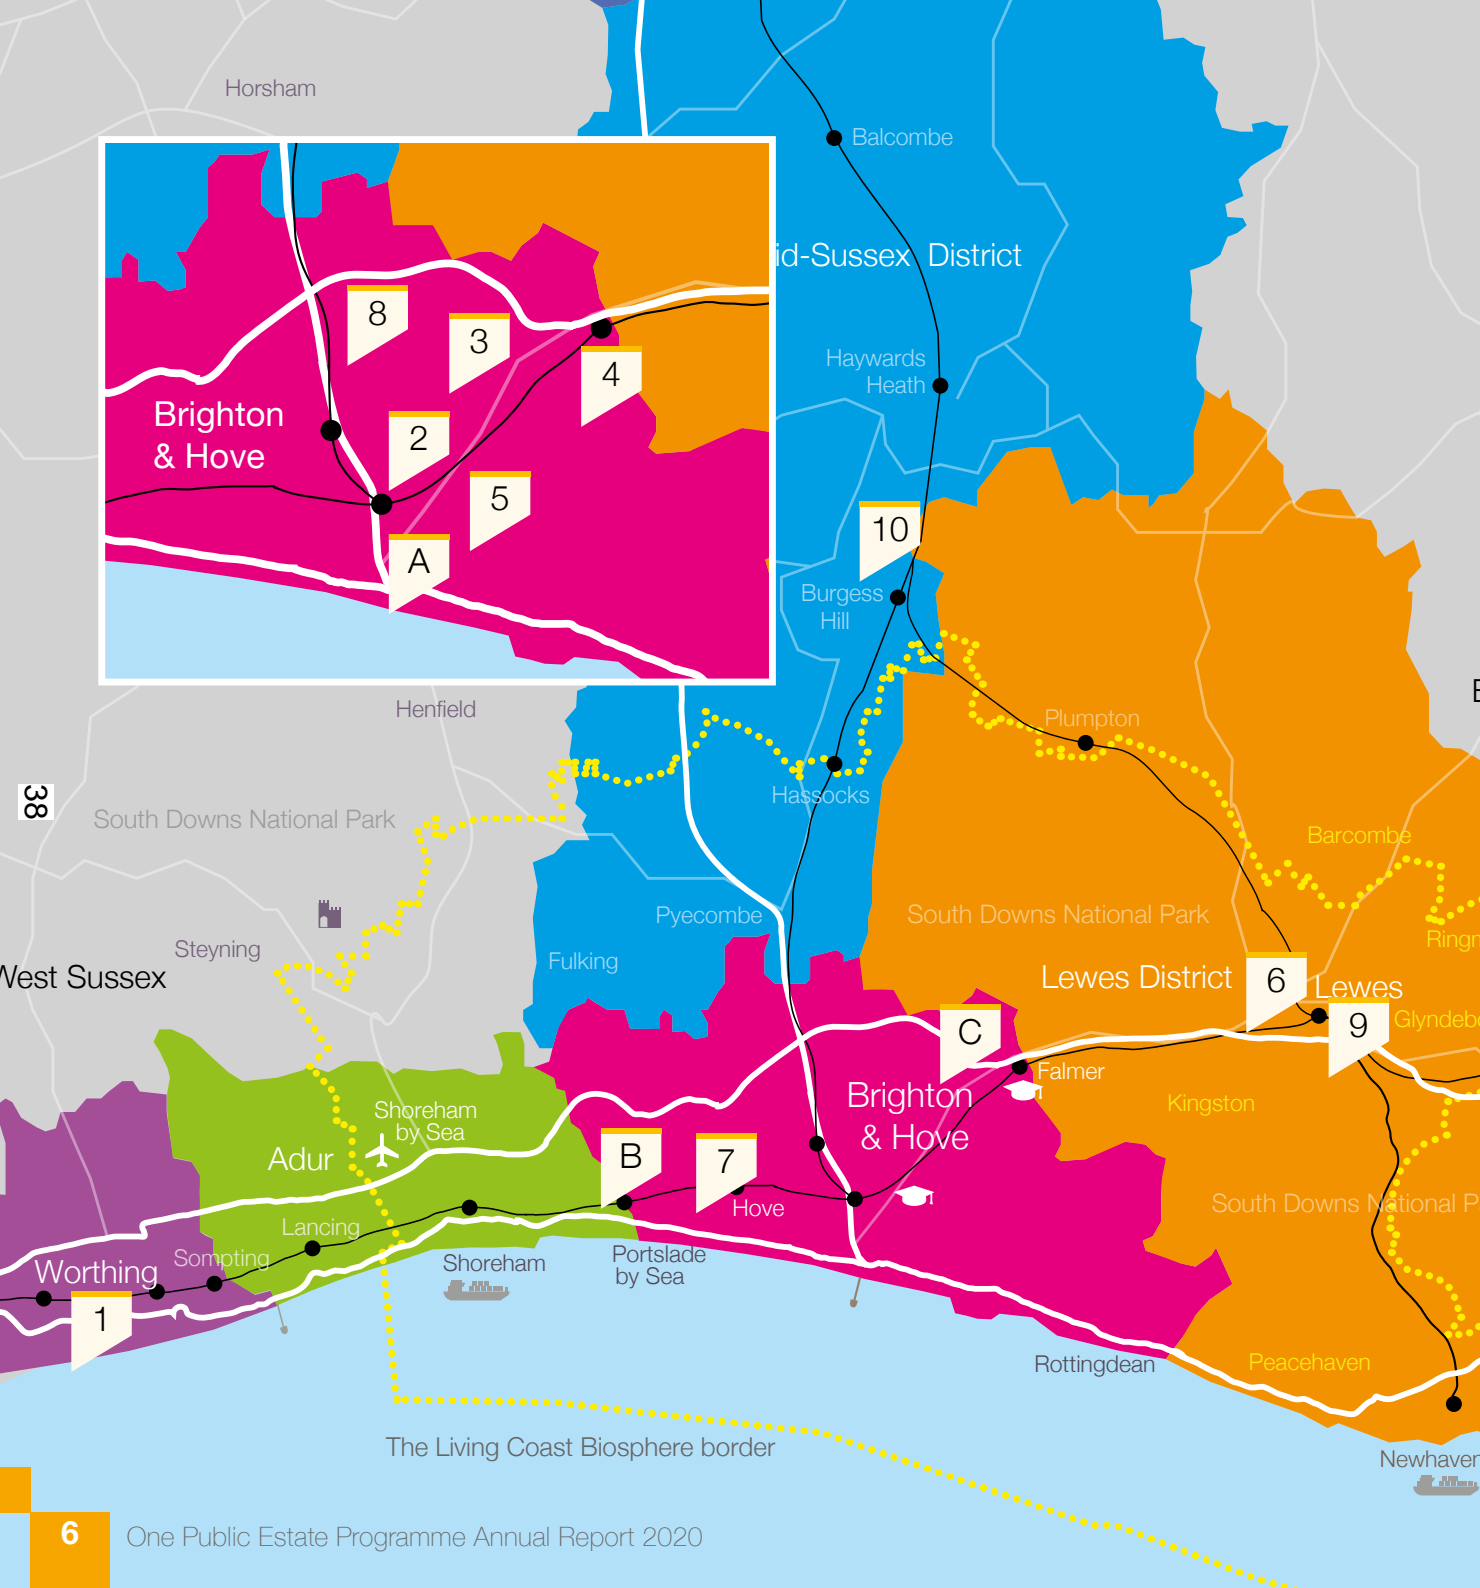 Horsham
Balcombe
id-Sussex District
8
3
4
Haywards
Heath
Brighton
& Hove
2
5
A
10
Burgess
Hill
Henfield
Plumpton
38
Hassocks
South Downs National Park
Barcombe
Pyecombe
South Downs National Park
Ringm
Steyning
Fulking
West Sussex
Lewes District
6
Lewes
9
Glyndebo
C
Falmer
Brighton
& Hove
Kingston
Shoreham
by Sea
Adur
B
7
Hove
South Downs National P
Lancing
Sompting
Worthing
1
Shoreham
Portslade
by Sea
Rottingdean
Peacehaven
The Living Coast Biosphere border
Newhaven
6
One Public Estate Programme Annual Report 2020